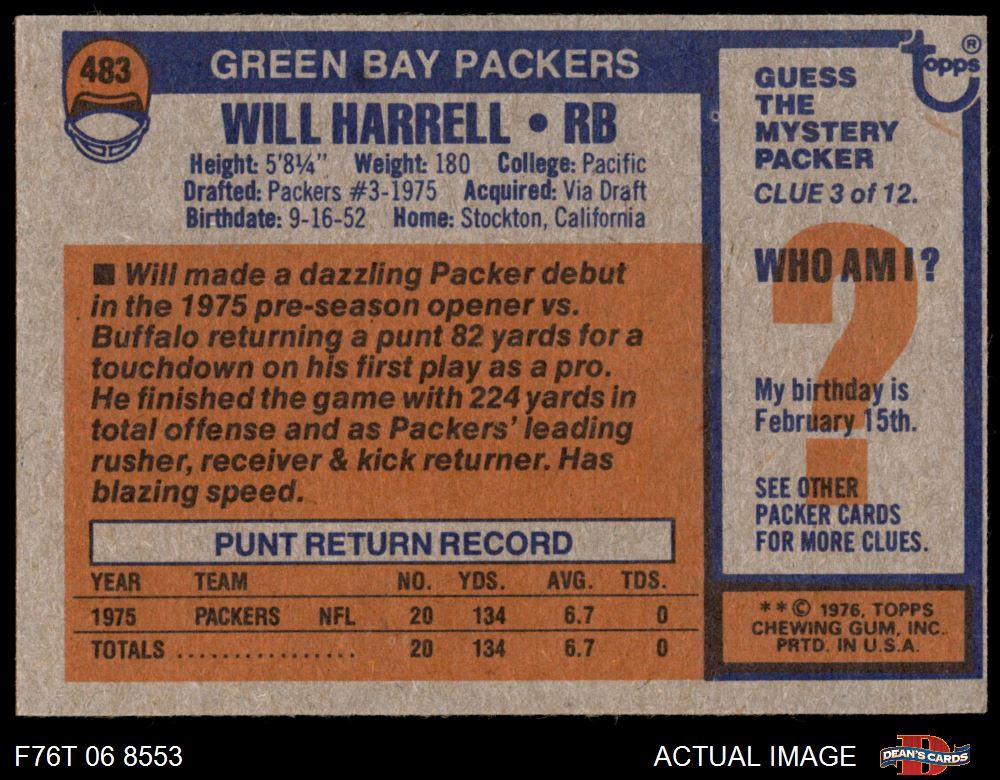 483
GREEN BAY PACKERS
WILL HARRELL • RB
Height: 5'8¼" Weight: 180 College: Pacific
Drafted: Packers #3-1975 Acquired: Via Draft
Birthdate: 9-16-52 Home: Stockton, California
■ Will made a dazzling Packer debut
in the 1975 pre-season opener vs.
Buffalo returning a punt 82 yards for a
touchdown on his first play as a pro.
He finished the game with 224 yards in
total offense and as Packers' leading
rusher, receiver & kick returner. Has
blazing speed.
PUNT RETURN RECORD
YEAR TEAM NO. YDS. AVG. TDS.
1975 PACKERS NFL 20 134 6.7 0
TOTALS ................ 20 134 6.7 0
topps®
GUESS
THE
MYSTERY
PACKER
CLUE 3 of 12.
WHO AM I?
?
My birthday is
February 15th.
SEE OTHER
PACKER CARDS
FOR MORE CLUES.
**© 1976, TOPPS
CHEWING GUM, INC.
PRTD. IN U.S.A.
F76T 06 8553
ACTUAL IMAGE
D
DEAN'S CARDS